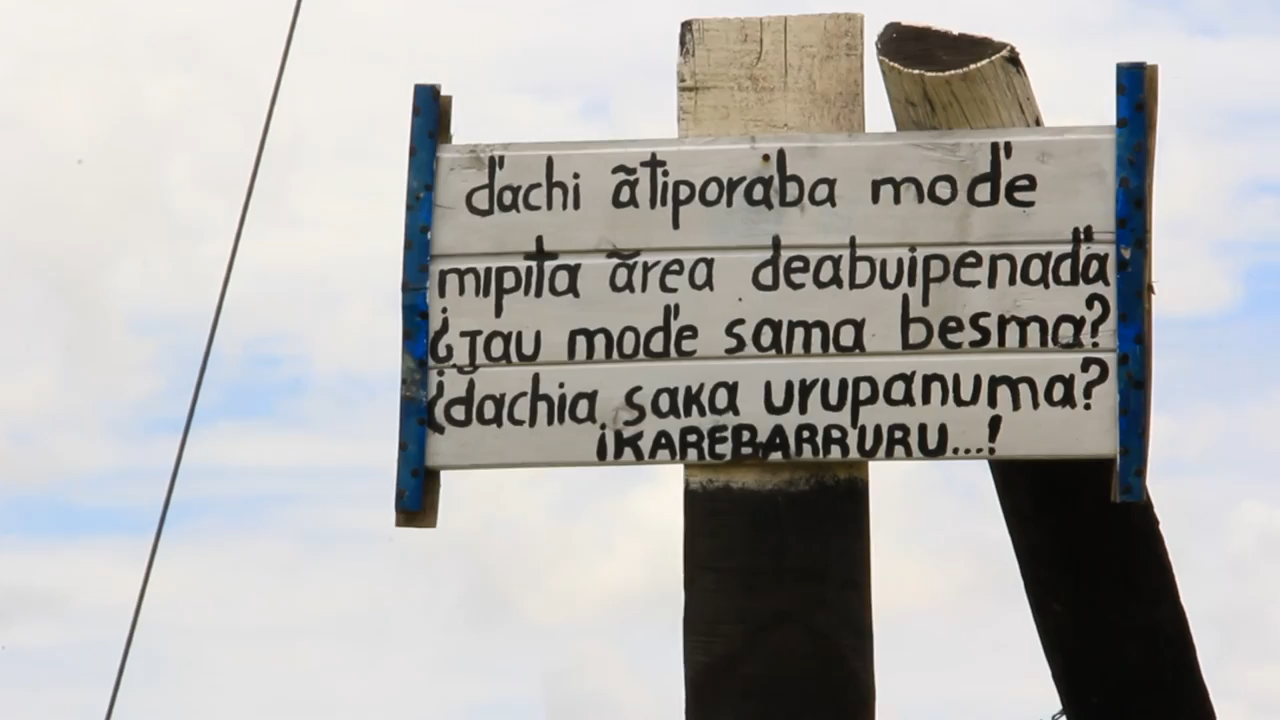 ɗachi ãtiporaba moɗe
mipita ãrea deabuipenaɗa
¿Jau moɗe sama besma?
¿dachia saka urupanuma?
¡KAREBARRURU...!